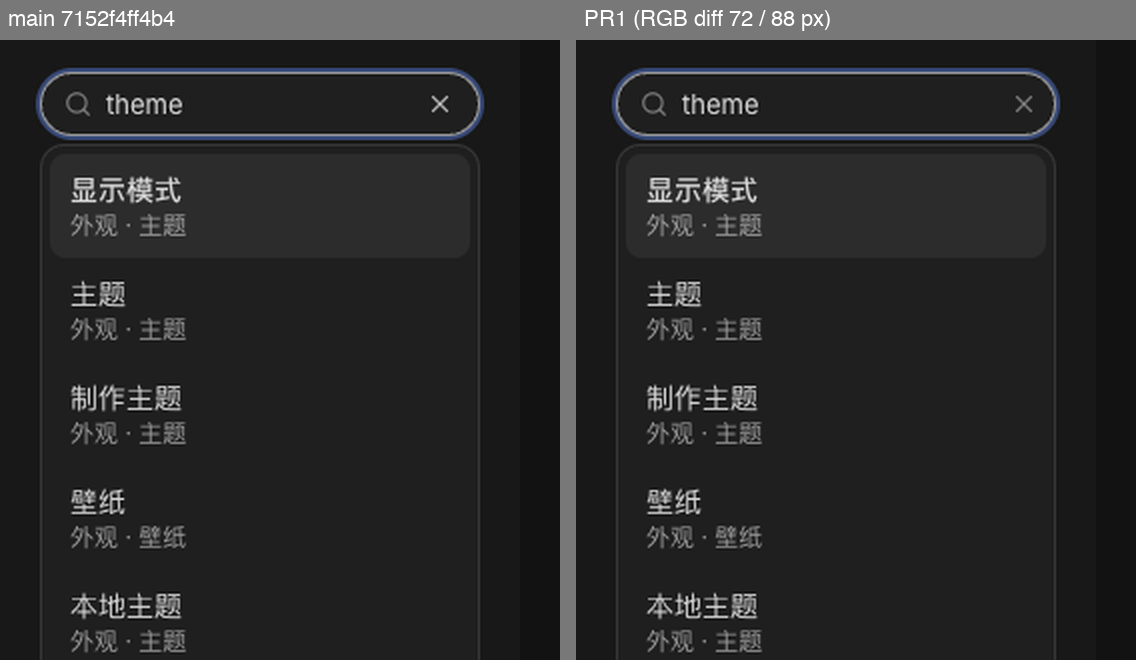 main 7152f4ff4b4
theme
显示模式
外观 · 主题
主题
外观 · 主题
制作主题
外观 · 主题
壁纸
外观 · 壁纸
本地主题
外观 · 主题
PR1 (RGB diff 72 / 88 px)
theme
显示模式
外观 · 主题
主题
外观 · 主题
制作主题
外观 · 主题
壁纸
外观 · 壁纸
本地主题
外观 · 主题